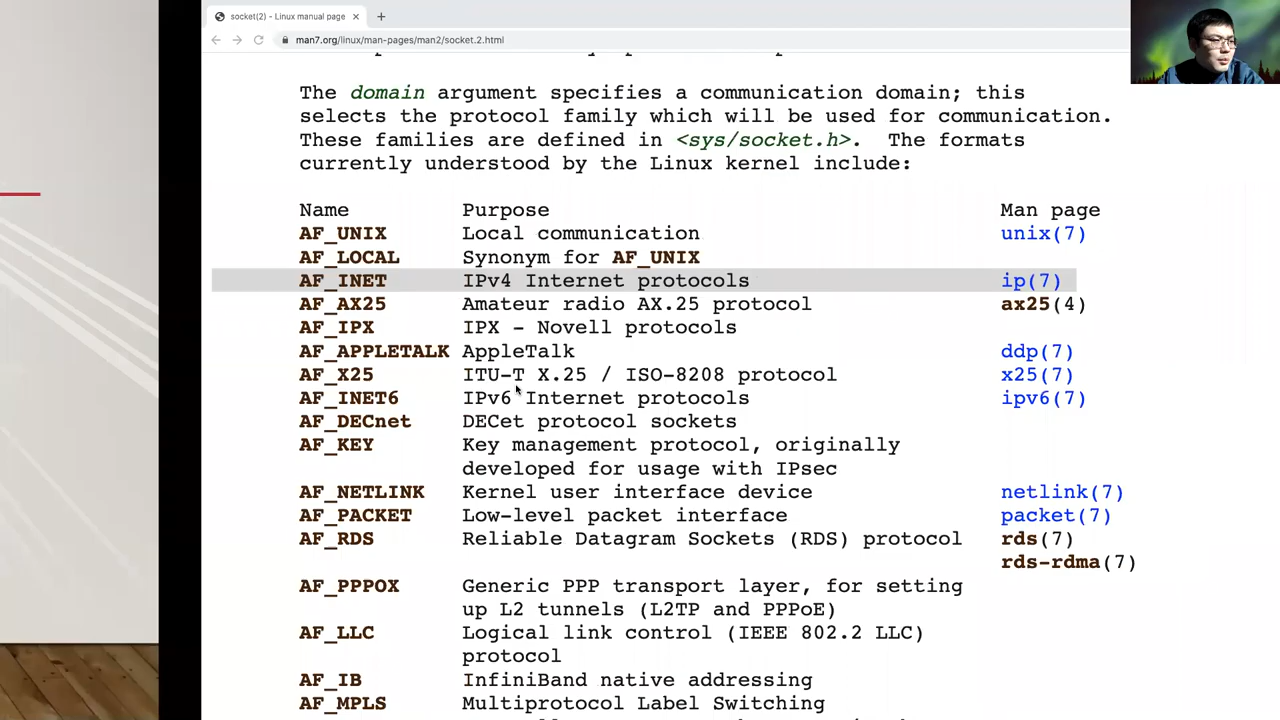 socket(2) - Linux manual page
man7.org/linux/man-pages/man2/socket.2.html
The domain argument specifies a communication domain; this
selects the protocol family which will be used for communication.
These families are defined in <sys/socket.h>. The formats
currently understood by the Linux kernel include:
Name Purpose Man page
AF_UNIX Local communication unix(7)
AF_LOCAL Synonym for AF_UNIX
AF_INET IPv4 Internet protocols ip(7)
AF_AX25 Amateur radio AX.25 protocol ax25(4)
AF_IPX IPX - Novell protocols
AF_APPLETALK AppleTalk ddp(7)
AF_X25 ITU-T X.25 / ISO-8208 protocol x25(7)
AF_INET6 IPv6 Internet protocols ipv6(7)
AF_DECnet DECet protocol sockets
AF_KEY Key management protocol, originally
developed for usage with IPsec
AF_NETLINK Kernel user interface device netlink(7)
AF_PACKET Low-level packet interface packet(7)
AF_RDS Reliable Datagram Sockets (RDS) protocol rds(7)
rds-rdma(7)
AF_PPPOX Generic PPP transport layer, for setting
up L2 tunnels (L2TP and PPPoE)
AF_LLC Logical link control (IEEE 802.2 LLC)
protocol
AF_IB InfiniBand native addressing
AF_MPLS Multiprotocol Label Switching